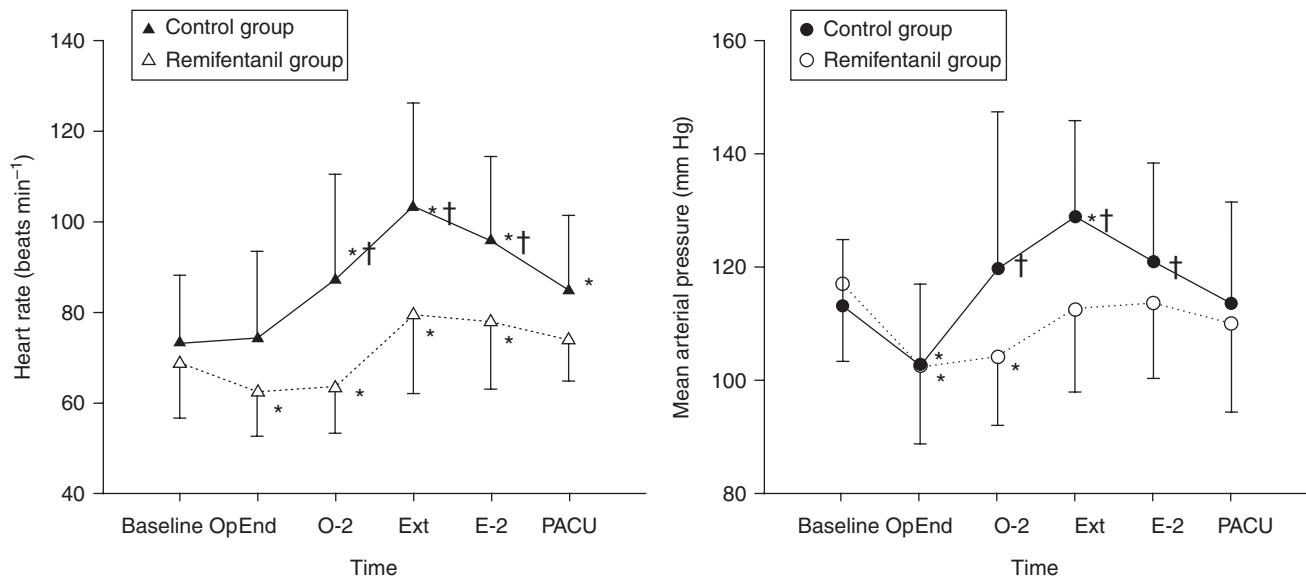 Control group
Remifentanil group
140
120
100
80
60
40
Heart rate (beats min⁻¹)
*†
*†
*†
*
*
*
*
*
Baseline OpEnd O-2 Ext E-2 PACU
Time
Control group
Remifentanil group
160
140
120
100
80
Mean arterial pressure (mm Hg)
†
*†
†
*
*
*
Baseline OpEnd O-2 Ext E-2 PACU
Time